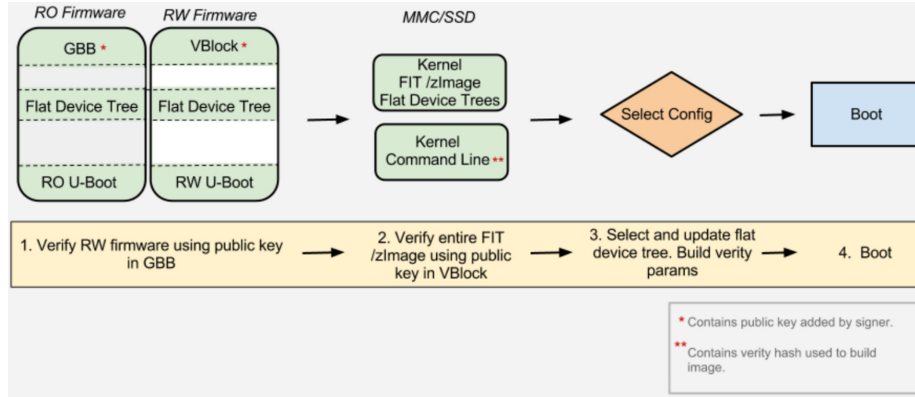 RO Firmware
RW Firmware
MMC/SSD
GBB *
VBlock *
Flat Device Tree
Flat Device Tree
RO U-Boot
RW U-Boot
Kernel
FIT /zImage
Flat Device Trees
Kernel
Command Line**
Select Config
Boot
1. Verify RW firmware using public key
in GBB
2. Verify entire FIT
/zImage using public
key in VBlock
3. Select and update flat
device tree. Build verity
params
4. Boot
* Contains public key added by signer.
**Contains verity hash used to build
image.